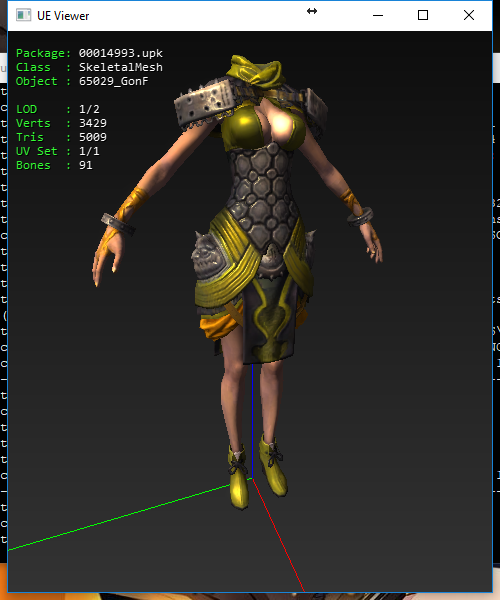 UE Viewer
Package: 00014993.upk
Class : SkeletalMesh
Object : 65029_GonF
LOD : 1/2
Verts : 3429
Tris : 5009
UV Set : 1/1
Bones : 91